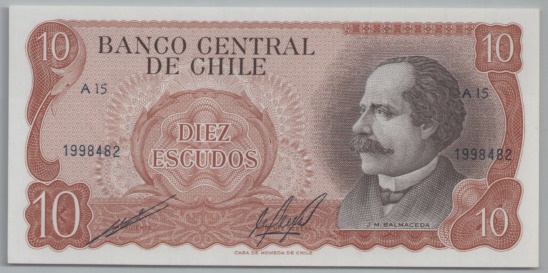 10
10
BANCO CENTRAL
DE CHILE
A 15
A 15
DIEZ
ESCUDOS
1998482
1998482
10
J. M. BALMACEDA
10
CASA DE MONEDA DE CHILE